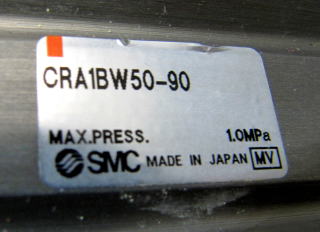 CRA1BW50-90
MAX.PRESS. 1.0MPa
SMC MADE IN JAPAN MV